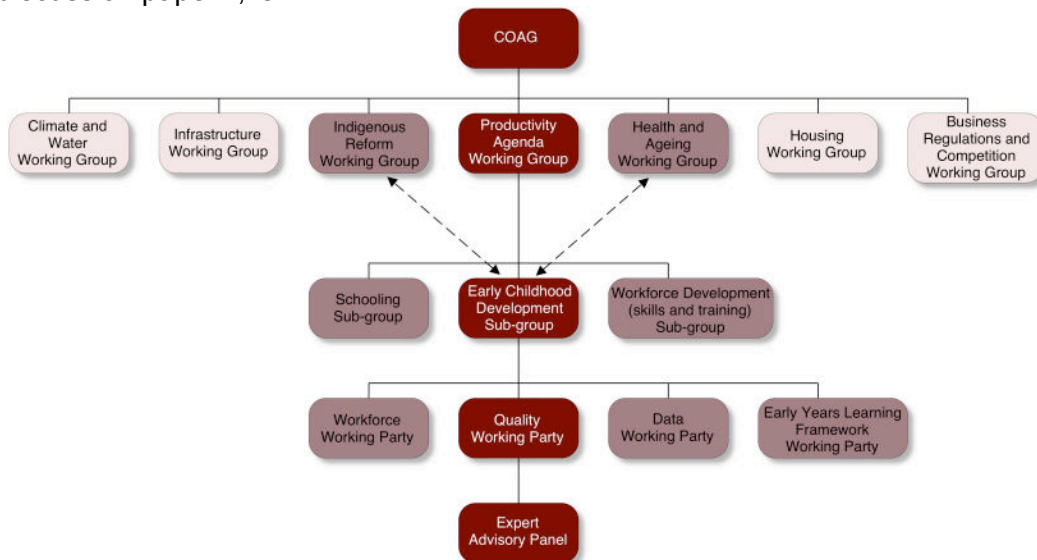 COAG
Climate and
Water
Working Group
Infrastructure
Working Group
Indigenous
Reform
Working Group
Productivity
Agenda
Working Group
Health and
Ageing
Working Group
Housing
Working Group
Business
Regulations and
Competition
Working Group
Schooling
Sub-group
Early Childhood
Development
Sub-group
Workforce Development
(skills and training)
Sub-group
Workforce
Working Party
Quality
Working Party
Data
Working Party
Early Years Learning
Framework
Working Party
Expert
Advisory Panel